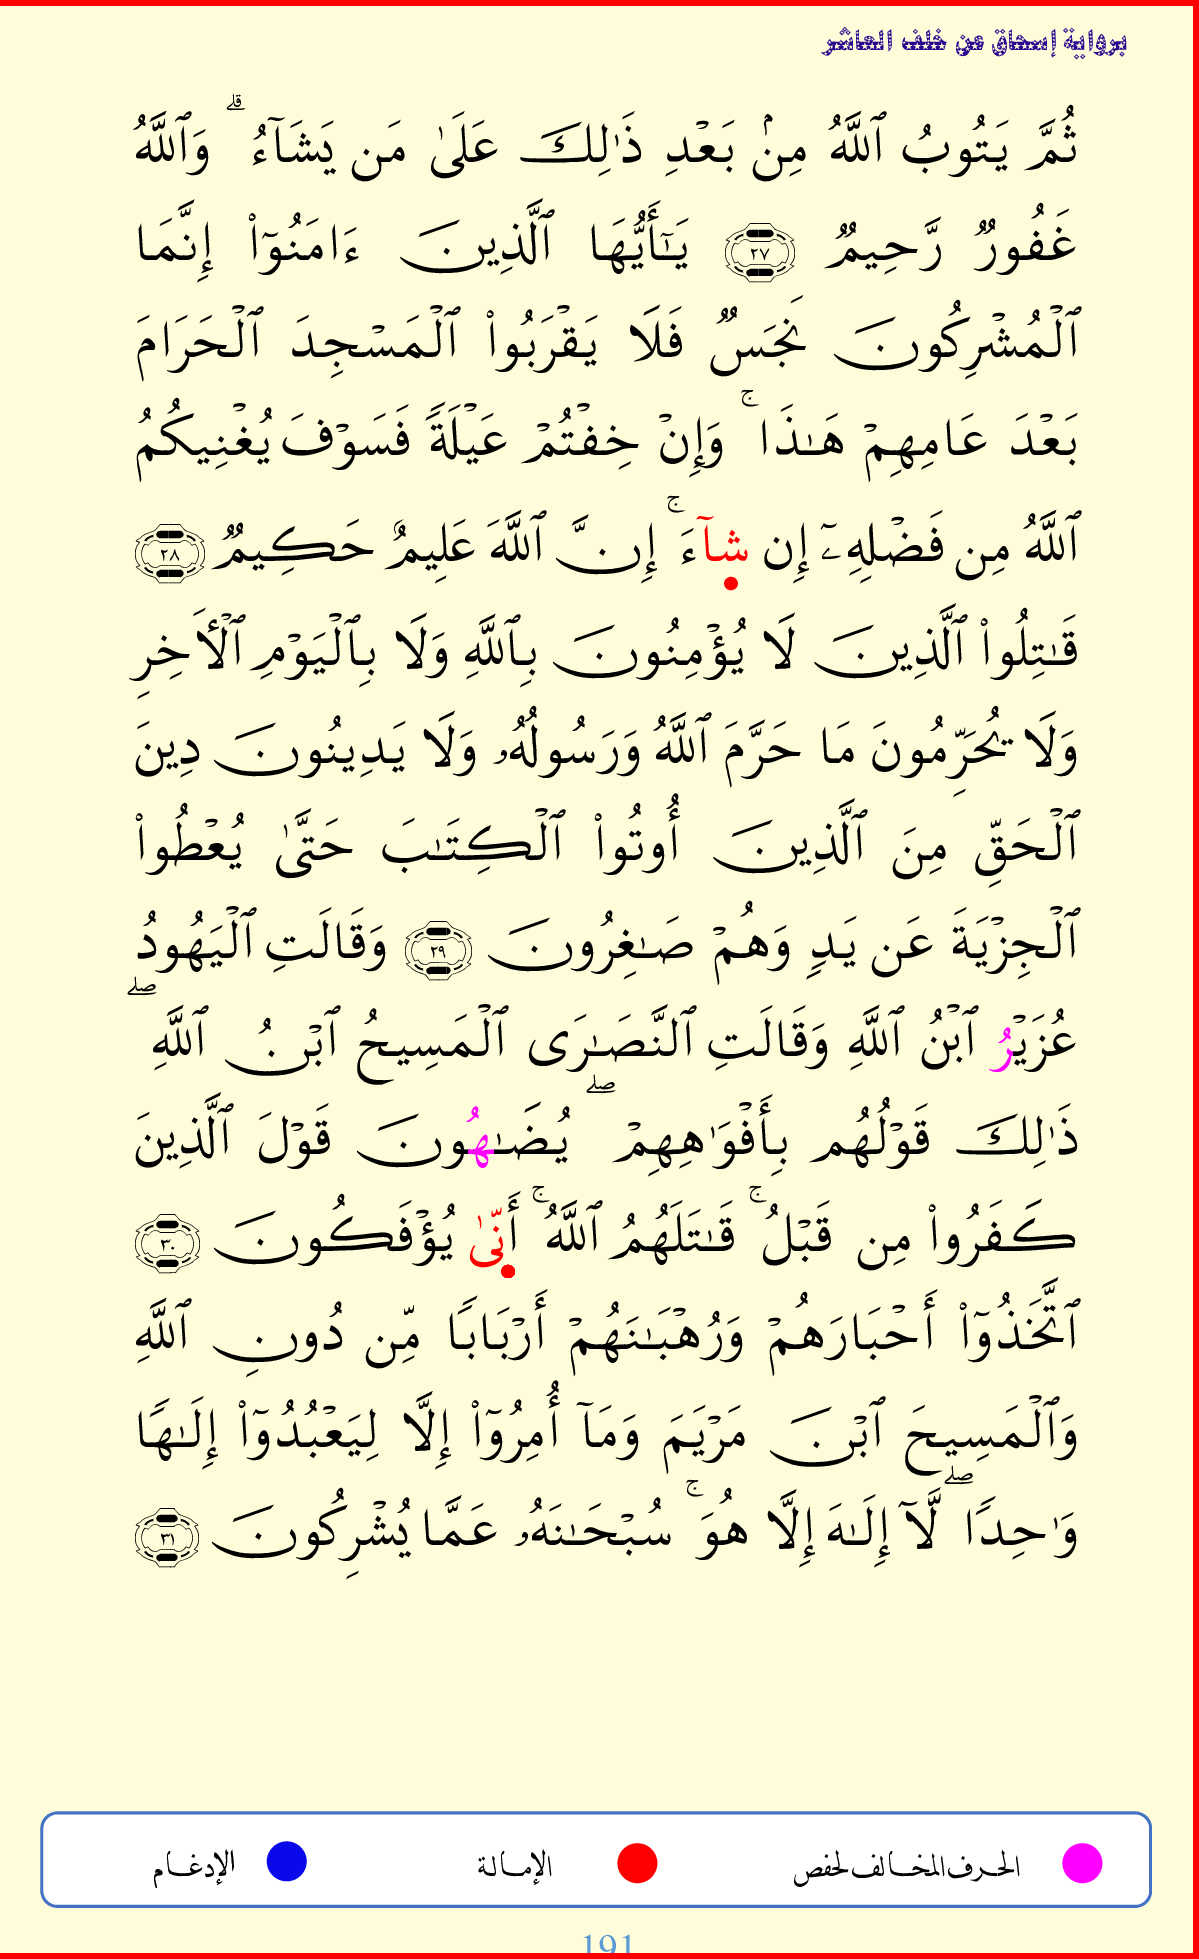 برواية إسحاق عن خلف العاشر
ثُمَّ يَتُوبُ ٱللَّهُ مِنۢ بَعۡدِ ذَٰلِكَ عَلَىٰ مَن يَشَآءُۗ وَٱللَّهُ
غَفُورٞ رَّحِيمٞ ٢٧ يَـٰٓأَيُّهَا ٱلَّذِينَ ءَامَنُوٓاْ إِنَّمَا
ٱلۡمُشۡرِكُونَ نَجَسٞ فَلَا يَقۡرَبُواْ ٱلۡمَسۡجِدَ ٱلۡحَرَامَ
بَعۡدَ عَامِهِمۡ هَـٰذَاۚ وَإِنۡ خِفۡتُمۡ عَيۡلَةٗ فَسَوۡفَ يُغۡنِيكُمُ
ٱللَّهُ مِن فَضۡلِهِۦٓ إِن شَآءَۚ إِنَّ ٱللَّهَ عَلِيمٌ حَكِيمٞ ٢٨
قَـٰتِلُواْ ٱلَّذِينَ لَا يُؤۡمِنُونَ بِٱللَّهِ وَلَا بِٱلۡيَوۡمِ ٱلۡأٓخِرِ
وَلَا يُحَرِّمُونَ مَا حَرَّمَ ٱللَّهُ وَرَسُولُهُۥ وَلَا يَدِينُونَ دِينَ
ٱلۡحَقِّ مِنَ ٱلَّذِينَ أُوتُواْ ٱلۡكِتَـٰبَ حَتَّىٰ يُعۡطُواْ
ٱلۡجِزۡيَةَ عَن يَدٖ وَهُمۡ صَـٰغِرُونَ ٢٩ وَقَالَتِ ٱلۡيَهُودُ
عُزَيۡرُ ٱبۡنُ ٱللَّهِ وَقَالَتِ ٱلنَّصَـٰرَى ٱلۡمَسِيحُ ٱبۡنُ ٱللَّهِۖ
ذَٰلِكَ قَوۡلُهُم بِأَفۡوَٰهِهِمۡۖ يُضَـٰهُونَ قَوۡلَ ٱلَّذِينَ
كَفَرُواْ مِن قَبۡلُۚ قَـٰتَلَهُمُ ٱللَّهُۚ أَنَّىٰ يُؤۡفَكُونَ ٣٠
ٱتَّخَذُوٓاْ أَحۡبَارَهُمۡ وَرُهۡبَـٰنَهُمۡ أَرۡبَابٗا مِّن دُونِ ٱللَّهِ
وَٱلۡمَسِيحَ ٱبۡنَ مَرۡيَمَ وَمَآ أُمِرُوٓاْ إِلَّا لِيَعۡبُدُوٓاْ إِلَـٰهٗا
وَٰحِدٗاۖ لَّآ إِلَـٰهَ إِلَّا هُوَۚ سُبۡحَـٰنَهُۥ عَمَّا يُشۡرِكُونَ ٣١
الحرف المخالف لحفص الإمالة الإدغام
191